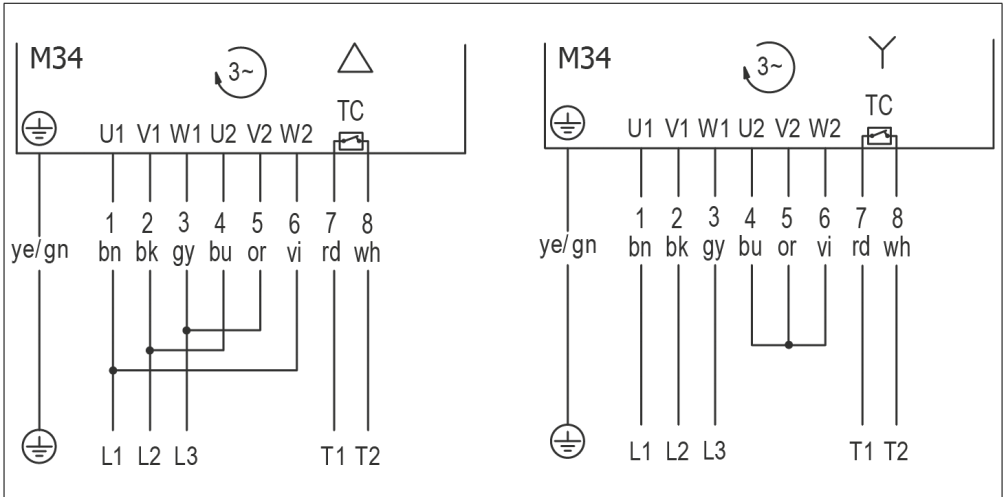 M34 3~
TC
U1 V1 W1 U2 V2 W2
1 2 3 4 5 6 7 8
ye/gn bn bk gy bu or vi rd wh
L1 L2 L3 T1 T2
M34 3~
TC
U1 V1 W1 U2 V2 W2
1 2 3 4 5 6 7 8
ye/gn bn bk gy bu or vi rd wh
L1 L2 L3 T1 T2